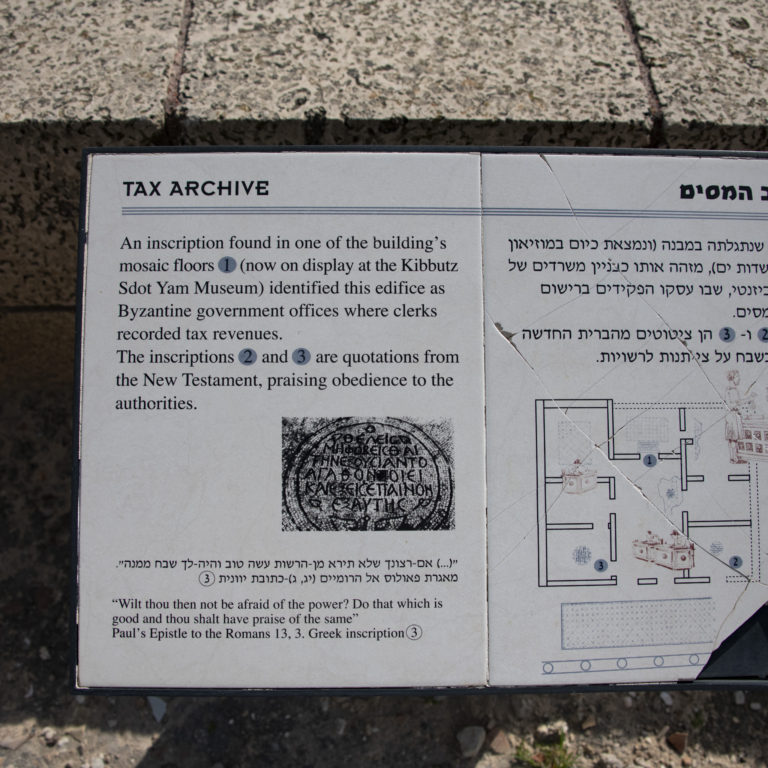 TAX ARCHIVE
An inscription found in one of the building's
mosaic floors 1 (now on display at the Kibbutz
Sdot Yam Museum) identified this edifice as
Byzantine government offices where clerks
recorded tax revenues.
The inscriptions 2 and 3 are quotations from
the New Testament, praising obedience to the
authorities.
ΘΕΛΕΙС
ΜΗΦΟΒΕΙСΘΑΙ
ΤΗΝΕΞΟΥСΙΑΝΤΟ
ΑΓΑΘΟΝΠΟΙΕΙ
ΚΑΙΕΞΕΙСΕΠΑΙΝΟΝ
ΕΞΑΥΤΗС
״(...) אם-רצונך שלא תירא מן-הרשות עשה טוב והיה-לך שבח ממנה״.
מאגרת פאולוס אל הרומיים (יג, ג)-כתובת יוונית 3
"Wilt thou then not be afraid of the power? Do that which is
good and thou shalt have praise of the same"
Paul's Epistle to the Romans 13, 3. Greek inscription 3
המסים
שנתגלתה במבנה (ונמצאת כיום במוזיאון
שדות ים), מזהה אותו כבניין משרדים של
שבו עסקו הפקידים ברישום
2 ו- 3 הן ציטוטים מהברית החדשה
לרשויות.
1
3
2